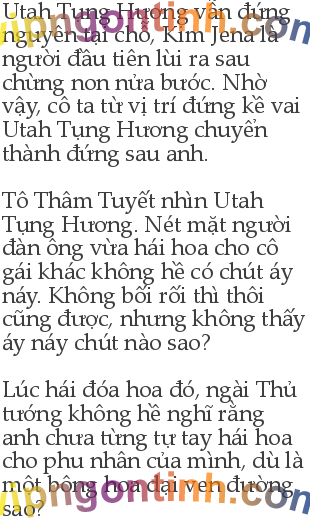 Utah Tụng Hương vẫn đứng
nguyên tại chỗ, Kim Jena là
người đầu tiên lùi ra sau
chừng non nửa bước. Nhờ
vậy, cô ta từ vị trí đứng kề vai
Utah Tụng Hương chuyển
thành đứng sau anh.
Tô Thâm Tuyết nhìn Utah
Tụng Hương. Nét mặt người
đàn ông vừa hái hoa cho cô
gái khác không hề có chút áy
náy. Không bối rối thì thôi
cũng được, nhưng không thấy
áy náy chút nào sao?
Lúc hái đóa hoa đó, ngài Thủ
tướng không hề nghĩ rằng
anh chưa từng tự tay hái hoa
cho phu nhân của mình, dù là
một bông hoa dại ven đường
sao?
vipngontinh.com
vipngontinh.com